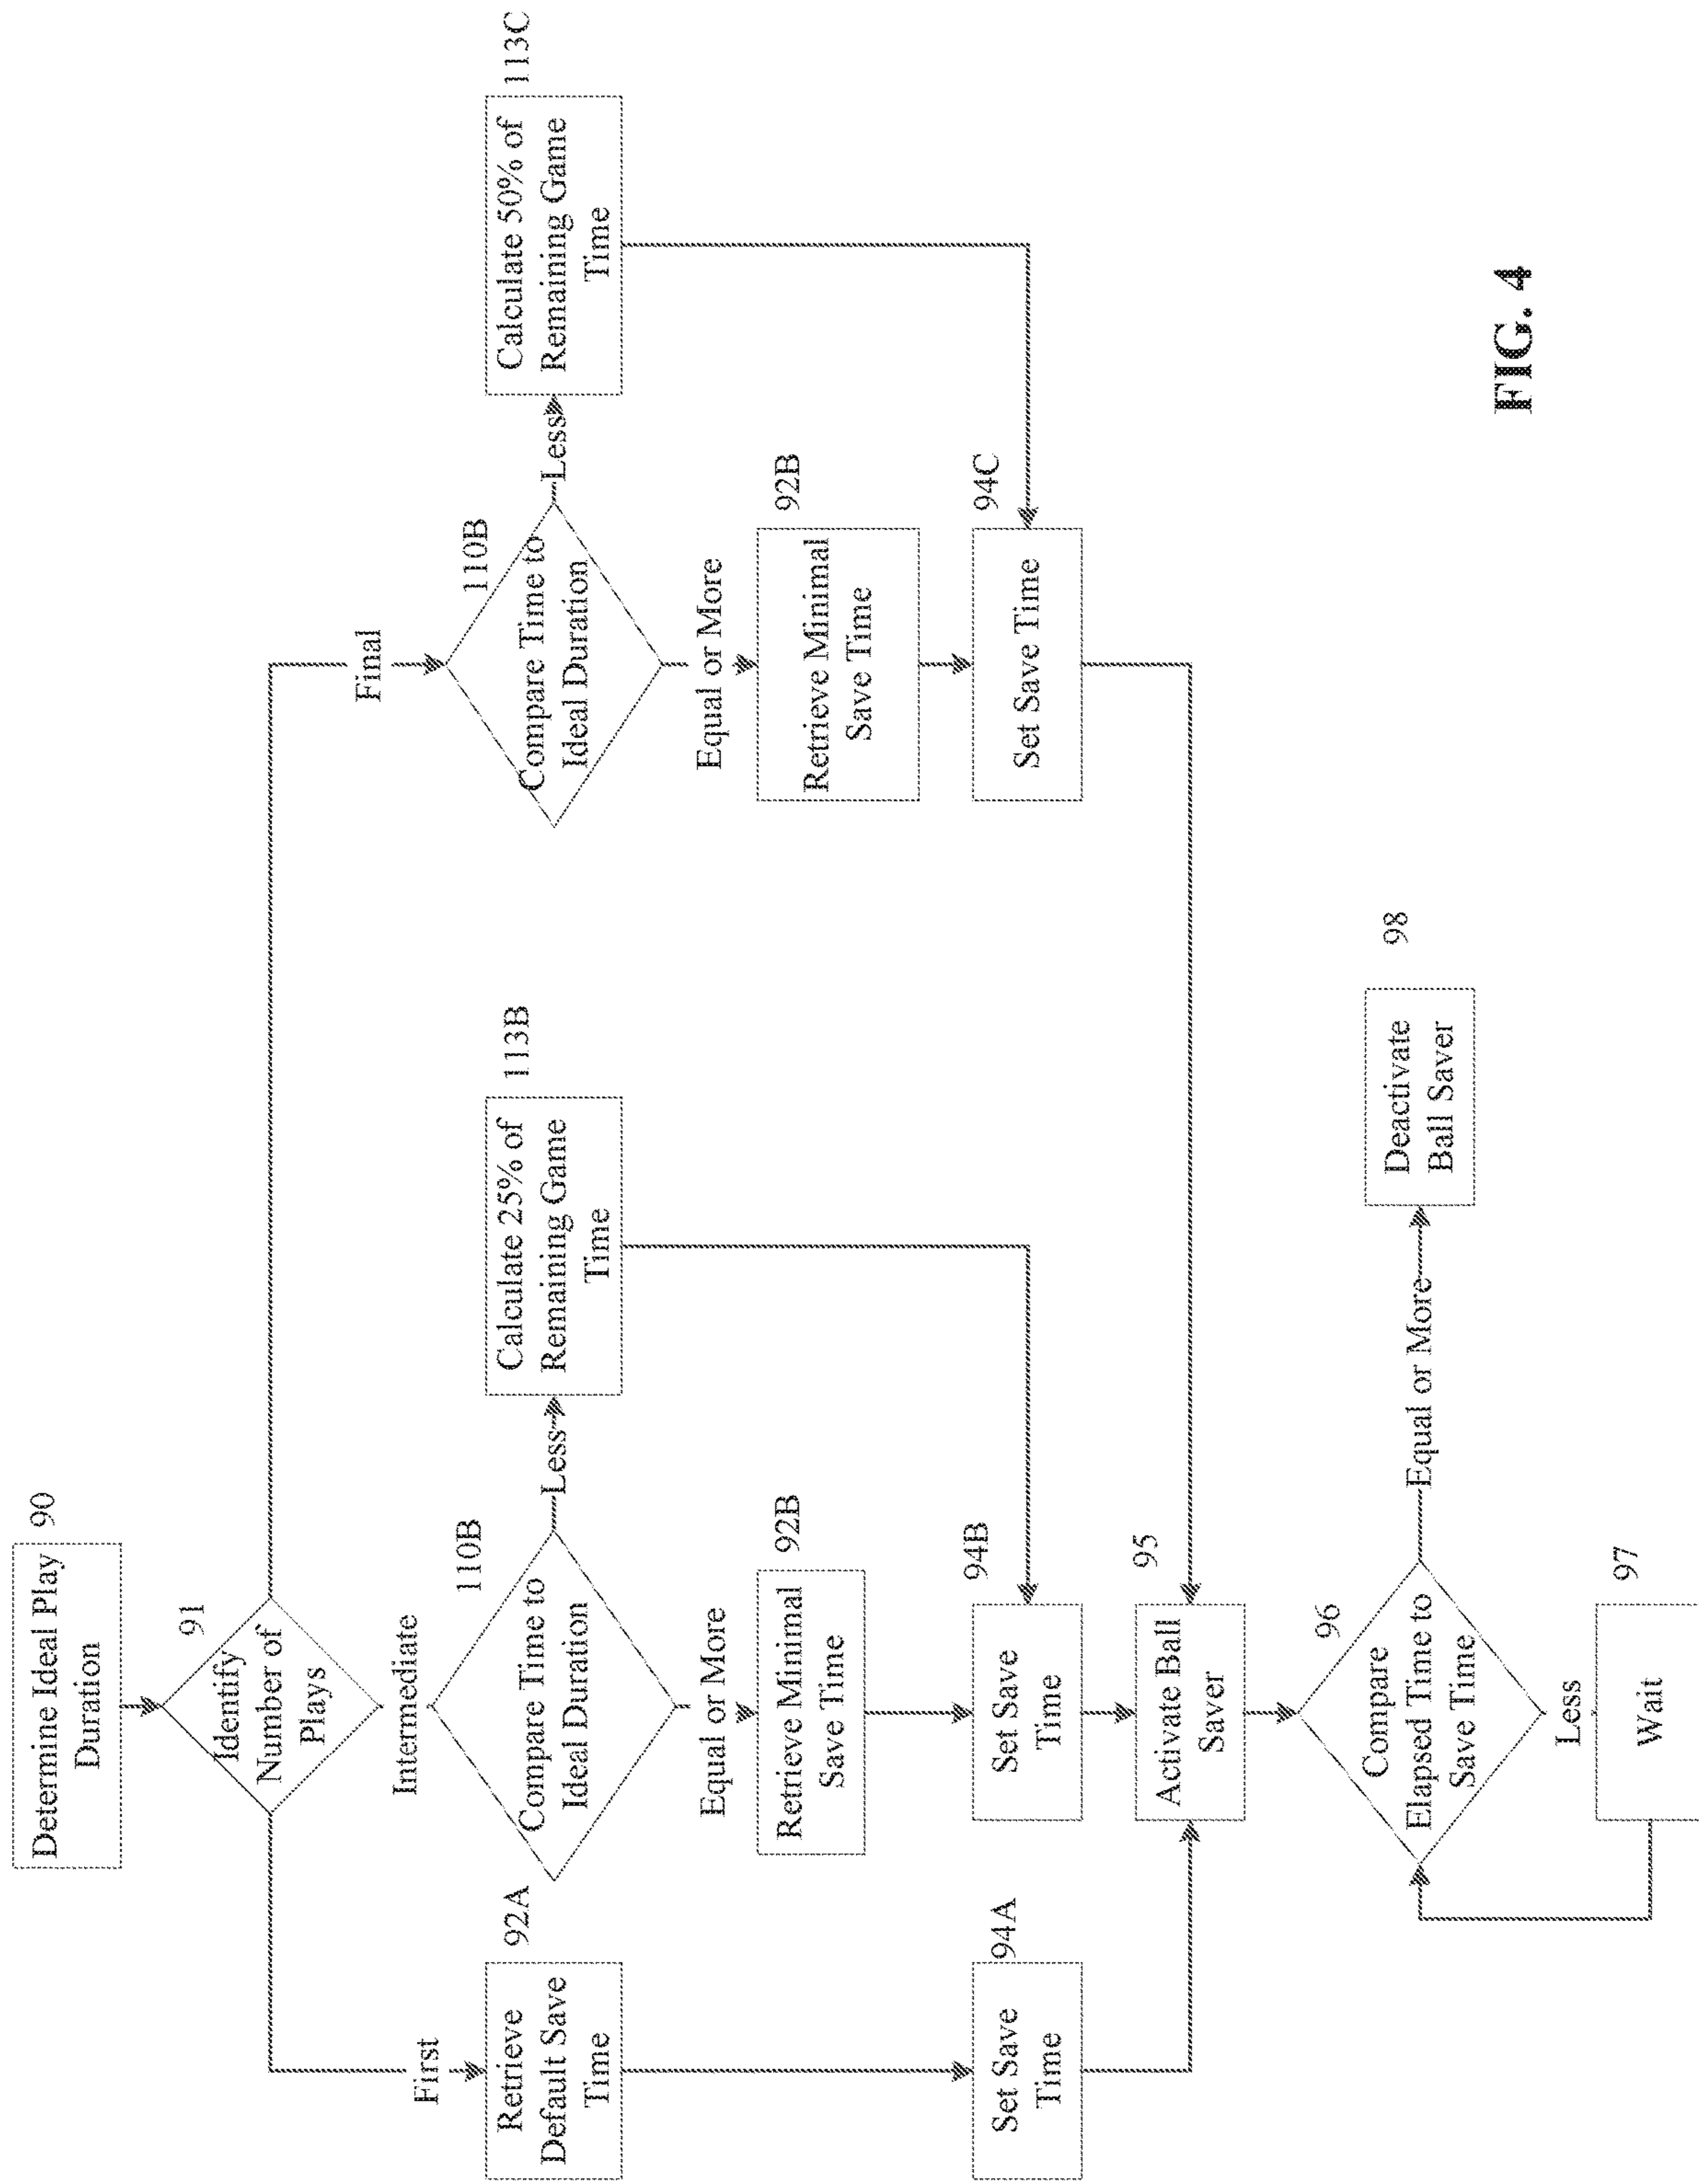 Determine Ideal Play
Duration
90
Identify
Number of
Plays
91
First
Intermediate
Final
Retrieve
Default Save
Time
92A
Compare Time to
Ideal Duration
110B
Less
Calculate 25% of
Remaining Game
Time
113B
Compare Time to
Ideal Duration
110B
Less
Calculate 50% of
Remaining Game
Time
113C
Equal or More
Equal or More
Retrieve Minimal
Save Time
92B
Retrieve Minimal
Save Time
92B
Set Save
Time
94A
Set Save
Time
94B
Set Save Time
94C
Activate Ball
Saver
95
Compare
Elapsed Time to
Save Time
96
Equal or More
Deactivate
Ball Saver
98
Less
Wait
97
FIG. 4